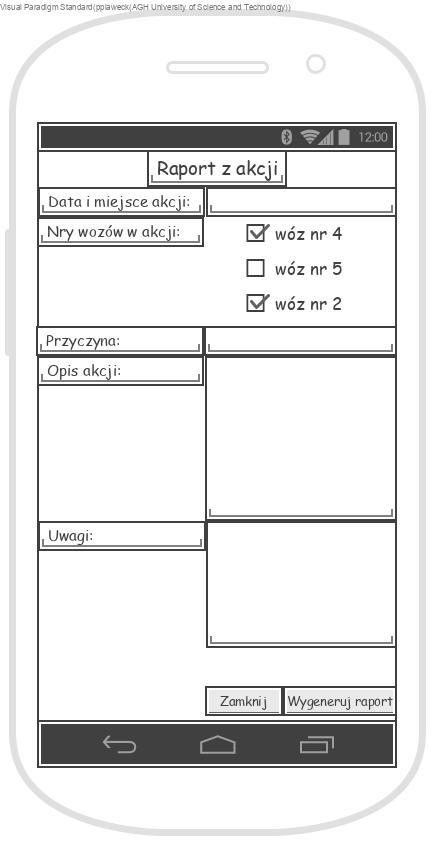 Visual Paradigm Standard(pplaweck(AGH University of Science and Technology))
12:00
Raport z akcji
Data i miejsce akcji:
Nry wozów w akcji:
wóz nr 4
wóz nr 5
wóz nr 2
Przyczyna:
Opis akcji:
Uwagi:
Zamknij Wygeneruj raport